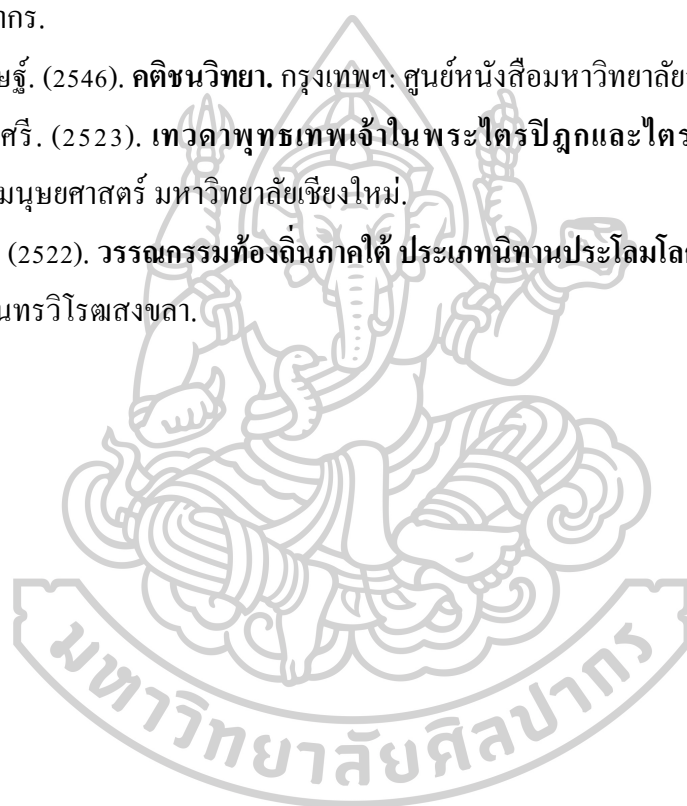 ากร.
ษฐ์. (2546). คติชนวิทยา. กรุงเทพฯ: ศูนย์หนังสือมหาวิทยาลัย
ศรี. (2523). เทวดาพุทธเทพเจ้าในพระไตรปิฎกและไตร
มนุษยศาสตร์ มหาวิทยาลัยเชียงใหม่.
(2522). วรรณกรรมท้องถิ่นภาคใต้ ประเภทนิทานประโลมโลก
นทรวิโรฒสงขลา.
มหาวิทยาลัยศิลปากร